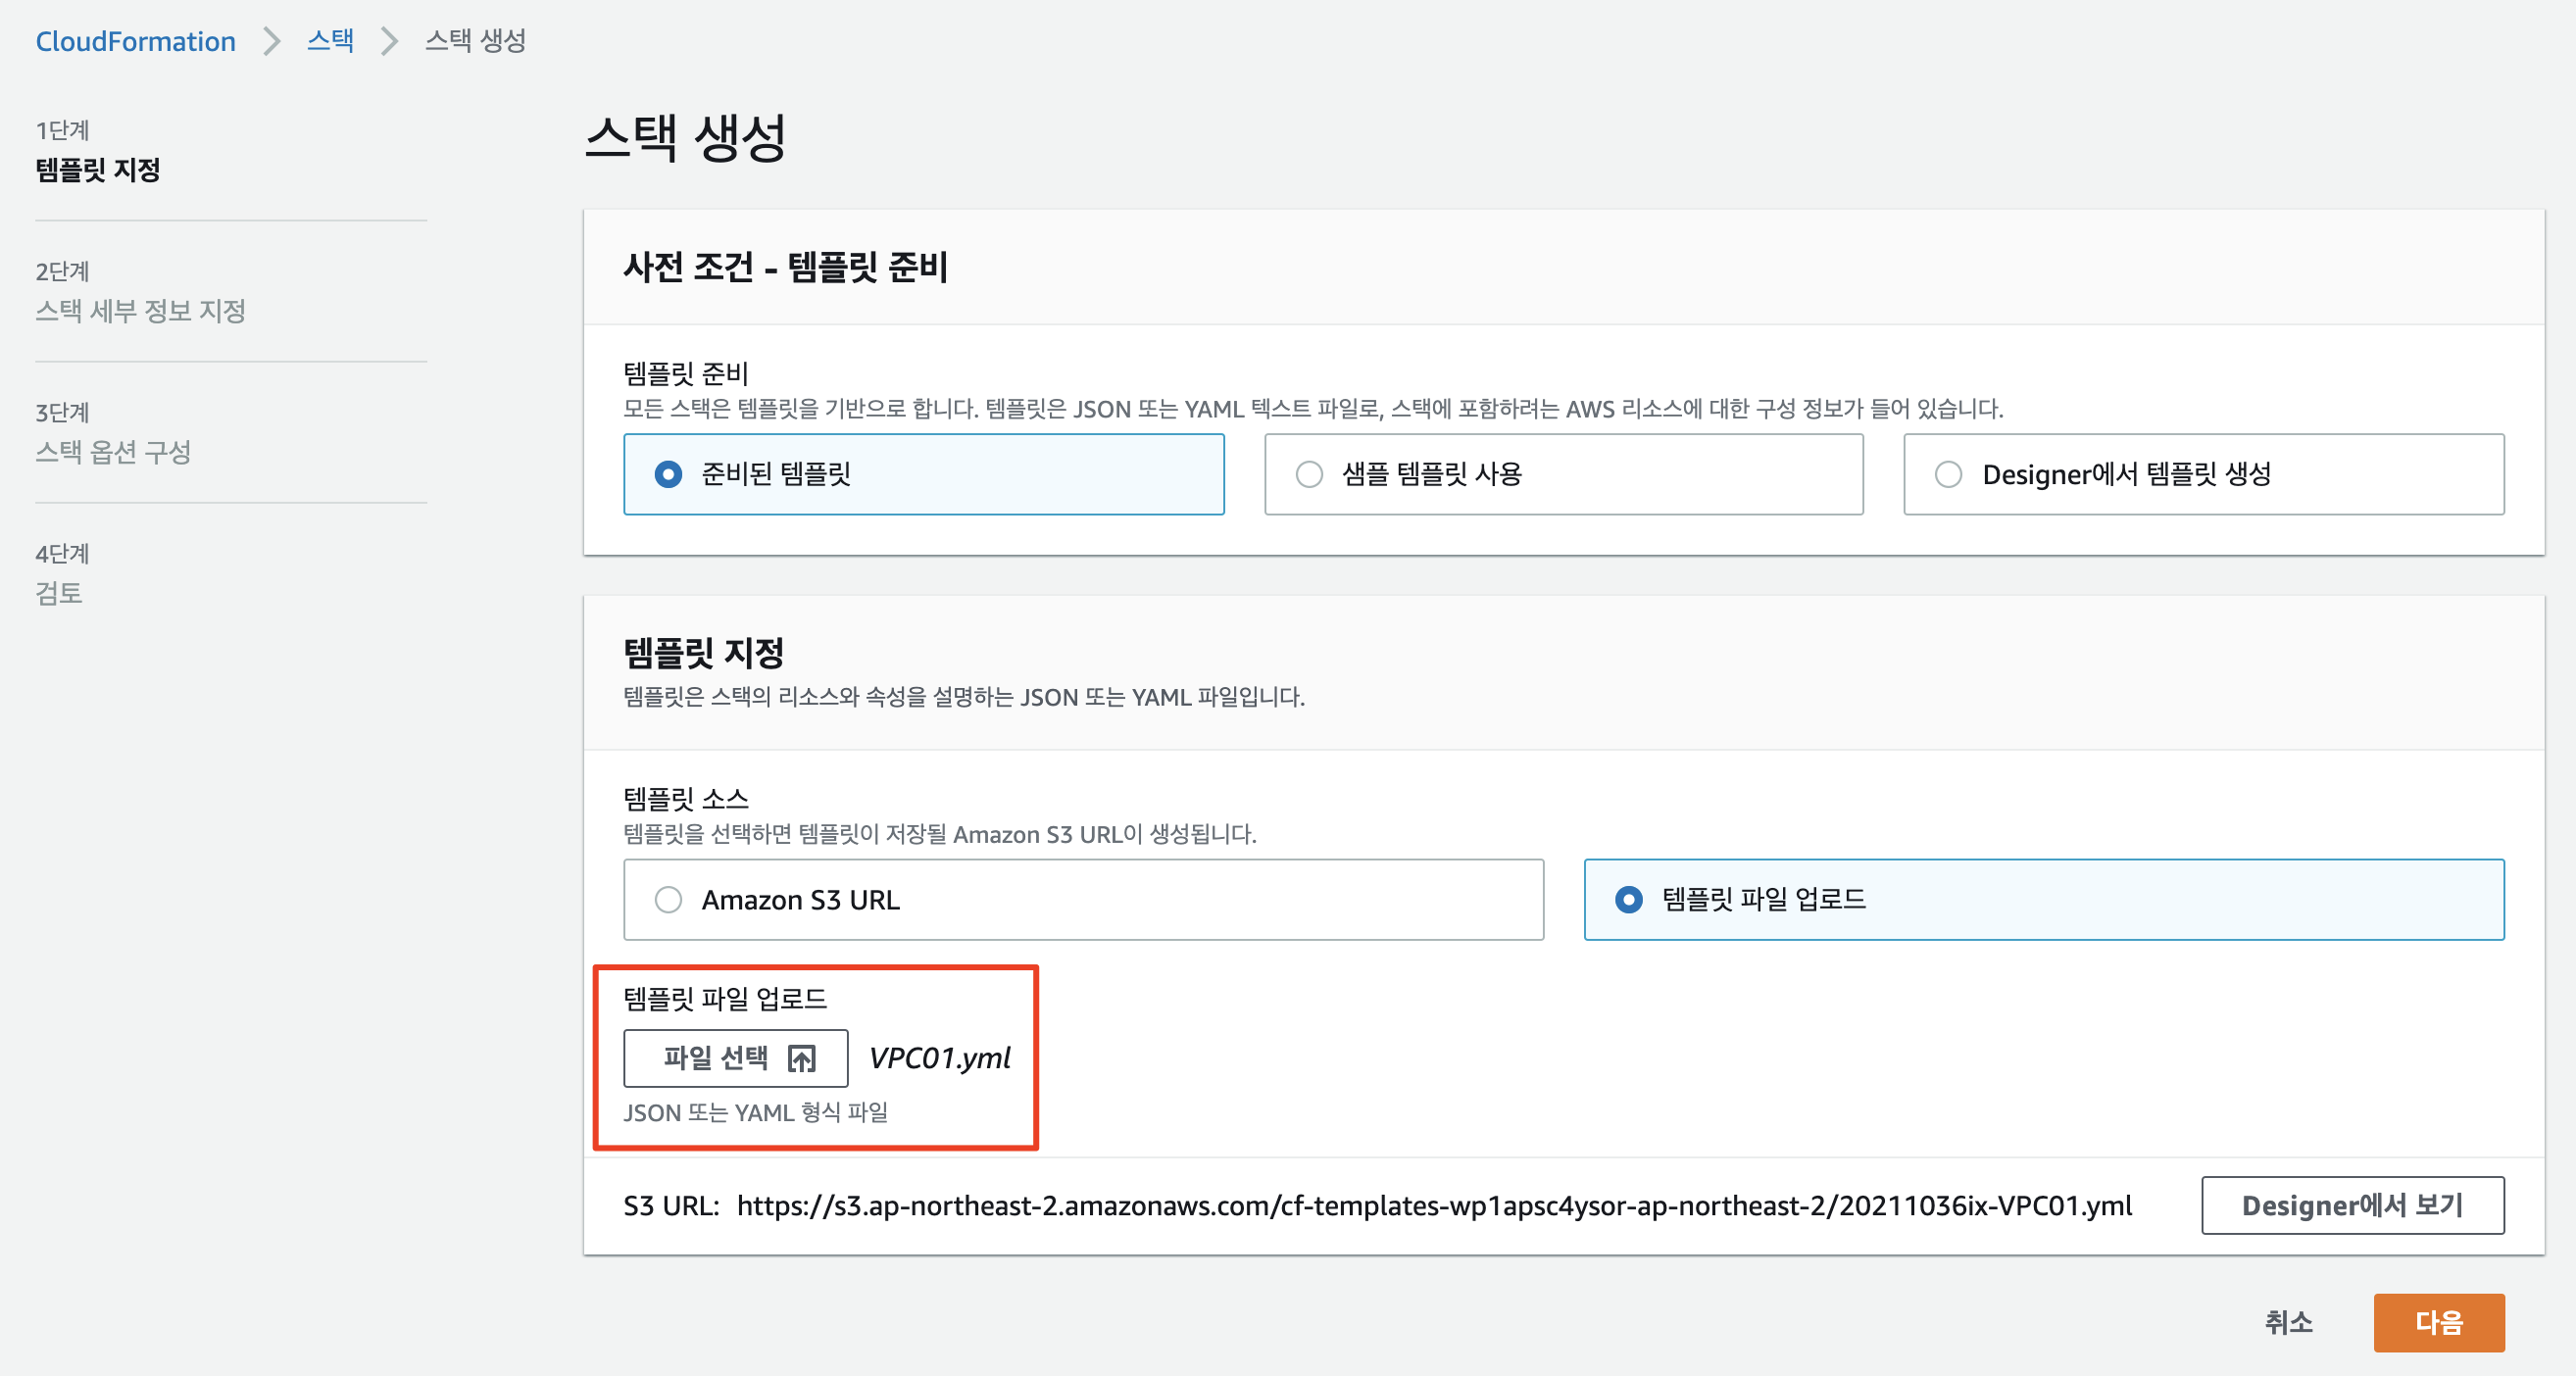 CloudFormation > 스택 > 스택 생성
1단계
템플릿 지정
2단계
스택 세부 정보 지정
3단계
스택 옵션 구성
4단계
검토
스택 생성
사전 조건 - 템플릿 준비
템플릿 준비
모든 스택은 템플릿을 기반으로 합니다. 템플릿은 JSON 또는 YAML 텍스트 파일로, 스택에 포함하려는 AWS 리소스에 대한 구성 정보가 들어 있습니다.
준비된 템플릿
샘플 템플릿 사용
Designer에서 템플릿 생성
템플릿 지정
템플릿은 스택의 리소스와 속성을 설명하는 JSON 또는 YAML 파일입니다.
템플릿 소스
템플릿을 선택하면 템플릿이 저장될 Amazon S3 URL이 생성됩니다.
Amazon S3 URL
템플릿 파일 업로드
템플릿 파일 업로드
파일 선택 VPC01.yml
JSON 또는 YAML 형식 파일
S3 URL: https://s3.ap-northeast-2.amazonaws.com/cf-templates-wp1apsc4ysor-ap-northeast-2/20211036ix-VPC01.yml
Designer에서 보기
취소
다음